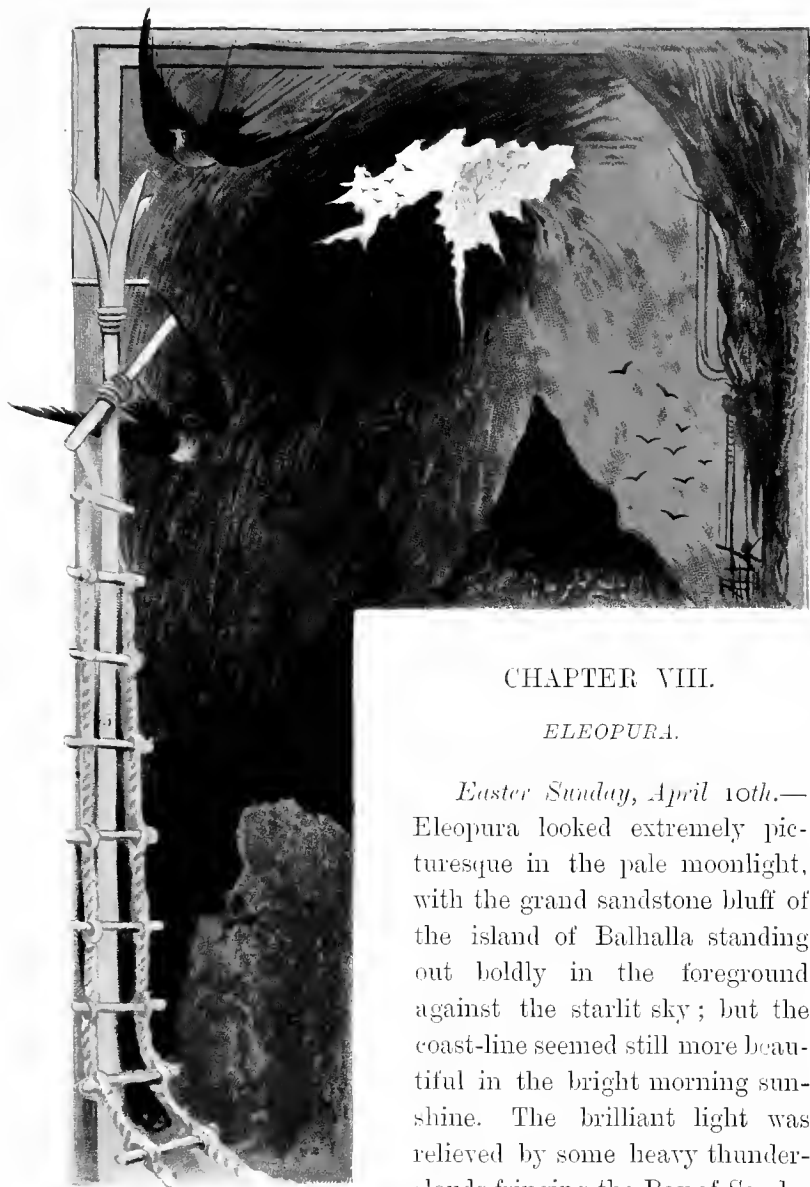 CHAPTER VIII.
ELEOPURA.
Easter Sunday, April 10th.—
Eleopura looked extremely pic-
turesque in the pale moonlight,
with the grand sandstone bluff of
the island of Balhalla standing
out boldly in the foreground
against the starlit sky; but the
coast-line seemed still more beau-
tiful in the bright morning sun-
shine. The brilliant light was
relieved by some heavy thunder-